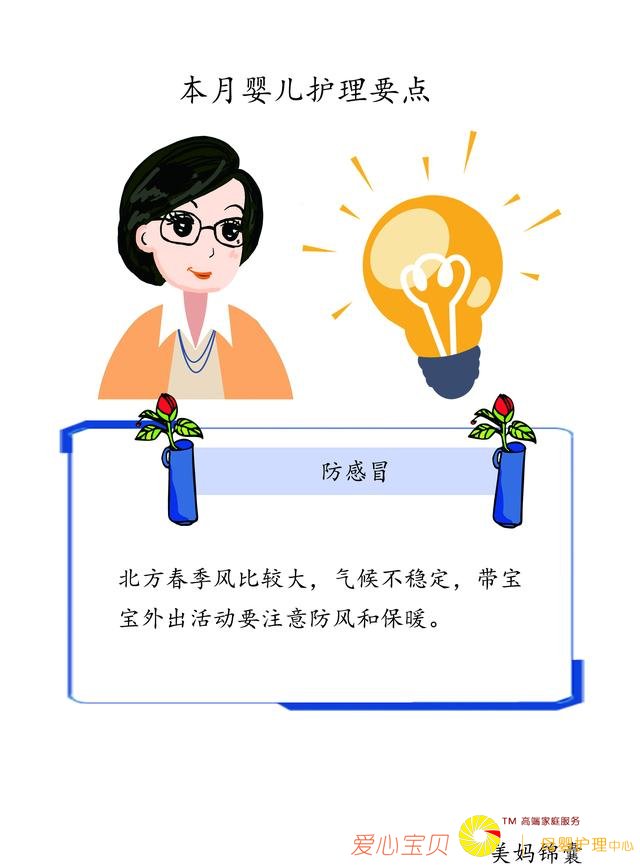 本月婴儿护理要点
防感冒
北方春季风比较大，气候不稳定，带宝
宝外出活动要注意防风和保暖。
TM 高端家庭服务
爱心宝贝
母婴护理中心
美妈锦囊